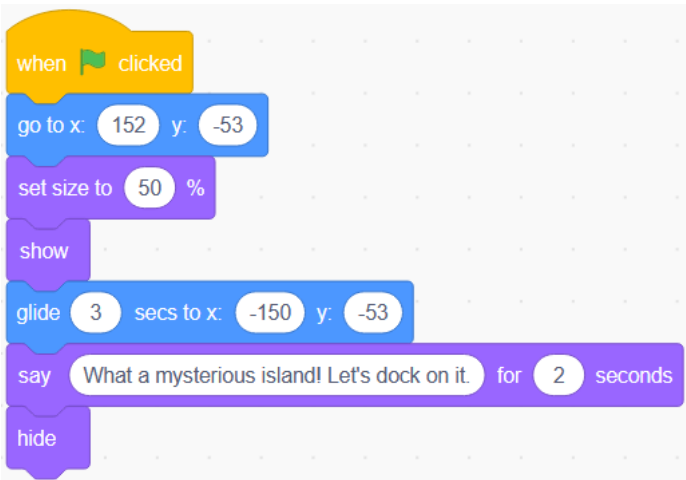 when clicked
go to x: 152 y: -53
set size to 50 %
show
glide 3 secs to x: -150 y: -53
say What a mysterious island! Let's dock on it. for 2 seconds
hide